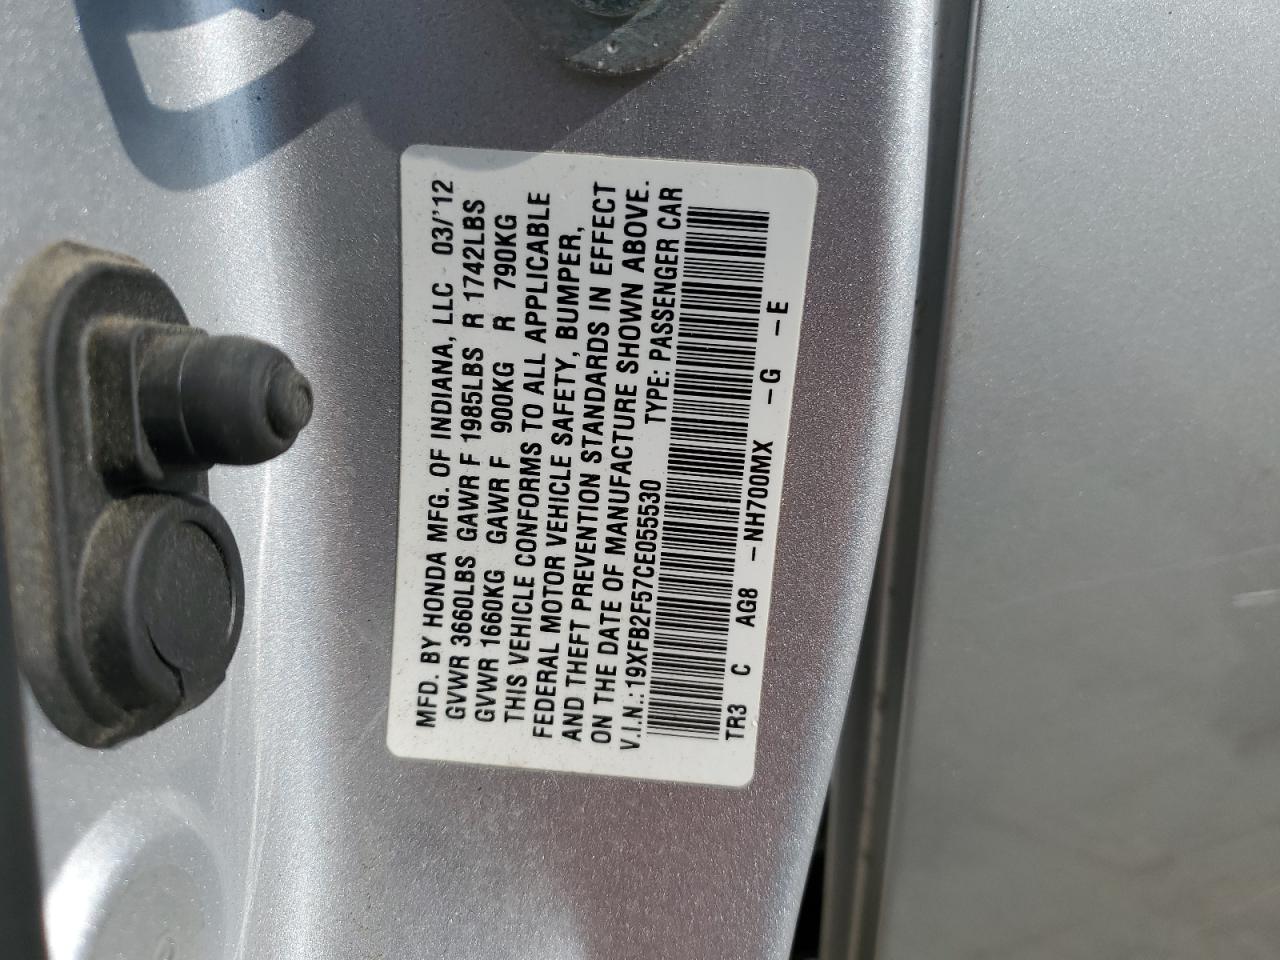 MFD. BY HONDA MFG. OF INDIANA, LLC 03/'12
GVWR 3660LBS GAWR F 1985LBS R 1742LBS
GVWR 1660KG GAWR F 900KG R 790KG
THIS VEHICLE CONFORMS TO ALL APPLICABLE
FEDERAL MOTOR VEHICLE SAFETY, BUMPER,
AND THEFT PREVENTION STANDARDS IN EFFECT
ON THE DATE OF MANUFACTURE SHOWN ABOVE.
V.I.N.:19XFB2F57CE055530 TYPE: PASSENGER CAR
TR3 C AG8 -NH700MX -G -E